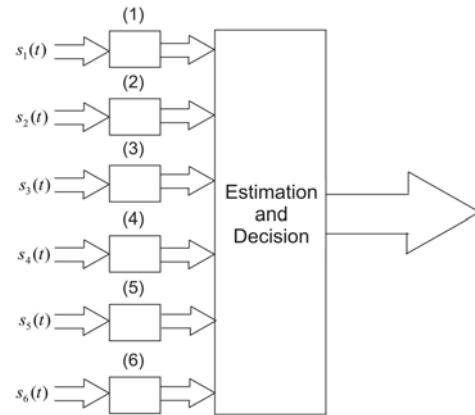 (1)
s₁(t)
(2)
s₂(t)
(3)
s₃(t)
(4)
s₄(t)
(5)
s₅(t)
(6)
s₆(t)
Estimation
and
Decision